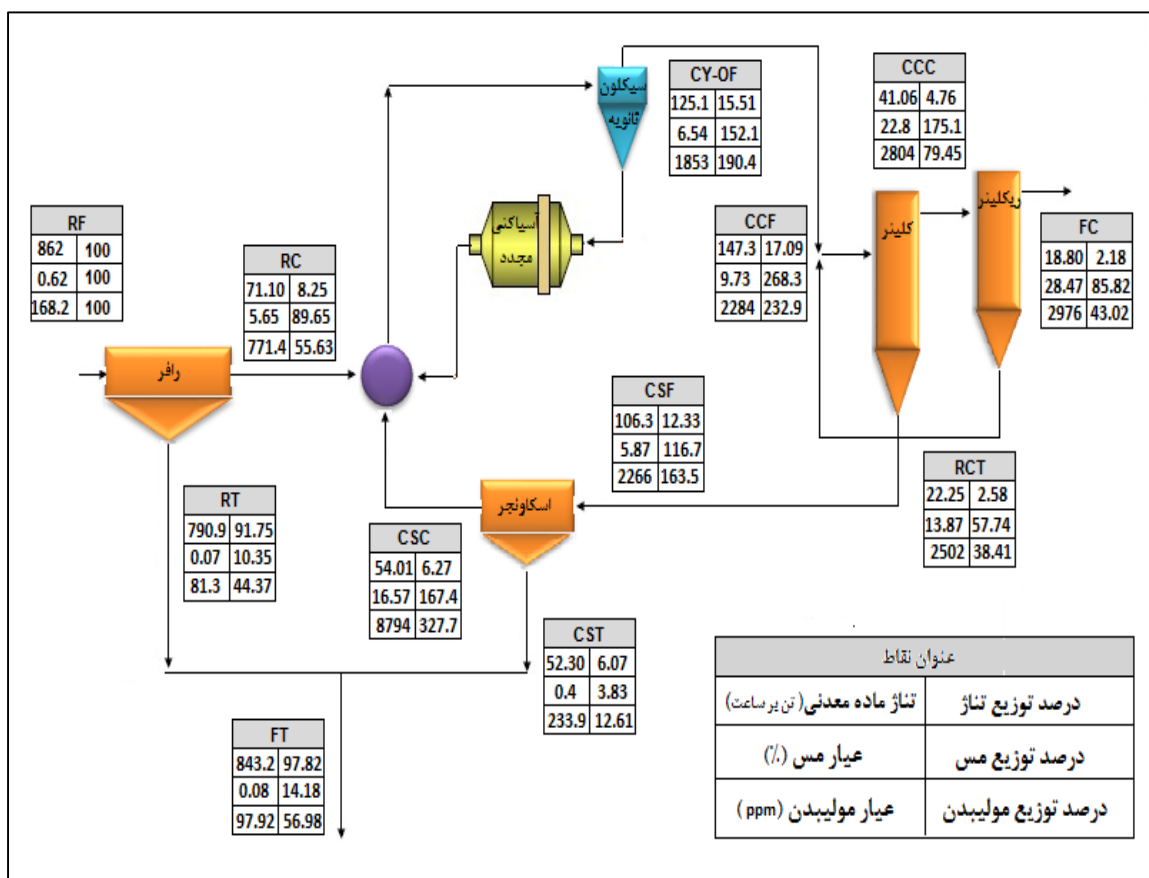 CY-OF
125.1 15.51
6.54 152.1
1853 190.4
CCC
41.06 4.76
22.8 175.1
2804 79.45
سیکلون
ثانویه
RF
862 100
0.62 100
168.2 100
RC
71.10 8.25
5.65 89.65
771.4 55.63
آسیاکنی
مجدد
CCF
147.3 17.09
9.73 268.3
2284 232.9
کلینر
ریکلینر
FC
18.80 2.18
28.47 85.82
2976 43.02
رافر
CSF
106.3 12.33
5.87 116.7
2266 163.5
RCT
22.25 2.58
13.87 57.74
2502 38.41
RT
790.9 91.75
0.07 10.35
81.3 44.37
اسکاونجر
CSC
54.01 6.27
16.57 167.4
8794 327.7
CST
52.30 6.07
0.4 3.83
233.9 12.61
FT
843.2 97.82
0.08 14.18
97.92 56.98
عنوان نقاط
درصد توزیع تناژ
تناژ ماده معدنی (تن بر ساعت)
درصد توزیع مس
عیار مس (%)
درصد توزیع مولیبدن
عیار مولیبدن (ppm)